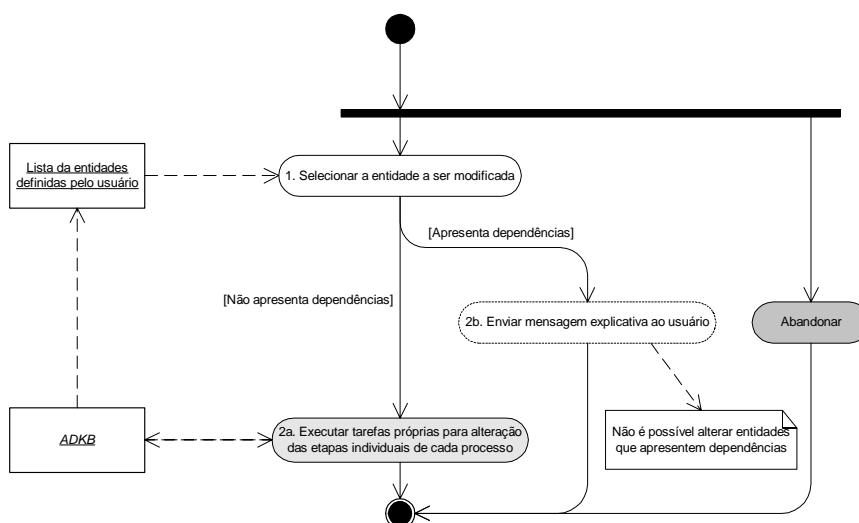 Lista da entidades
definidas pelo usuário
1. Selecionar a entidade a ser modificada
[Apresenta dependências]
[Não apresenta dependências]
2b. Enviar mensagem explicativa ao usuário
Abandonar
ADKB
2a. Executar tarefas próprias para alteração
das etapas individuais de cada processo
Não é possível alterar entidades
que apresentem dependências